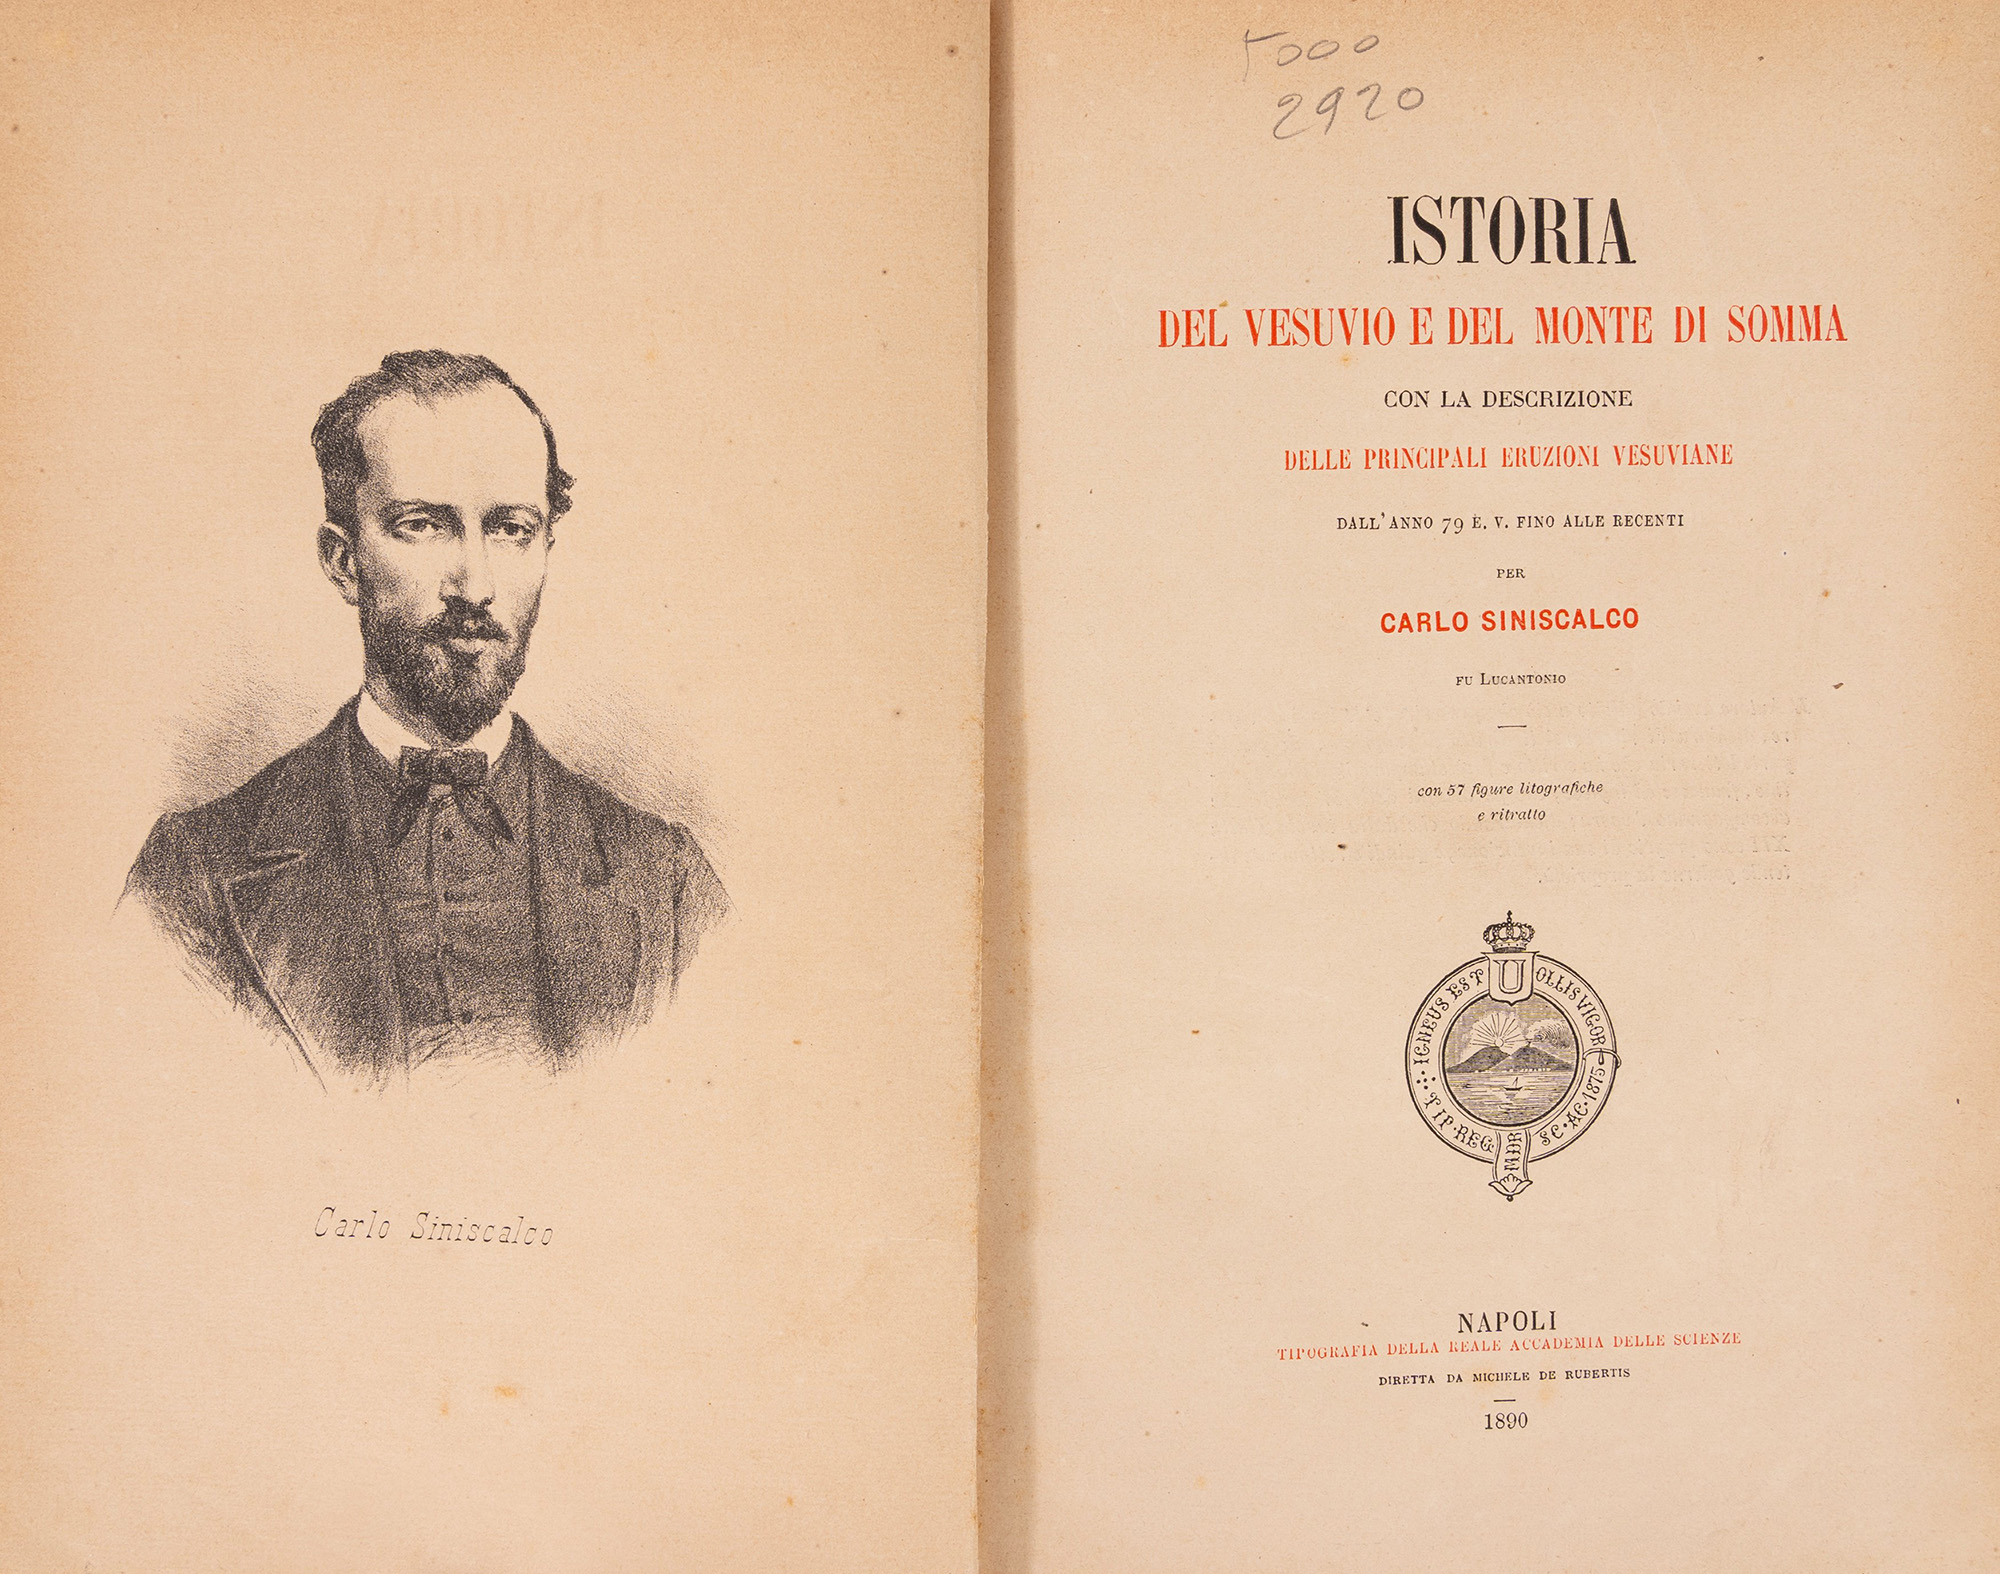 Carlo Siniscalco
5000
2920
ISTORIA
DEL VESUVIO E DEL MONTE DI SOMMA
CON LA DESCRIZIONE
DELLE PRINCIPALI ERUZIONI VESUVIANE
DALL'ANNO 79 E. V. FINO ALLE RECENTI
PER
CARLO SINISCALCO
FU LUCANTONIO
con 57 figure litografiche
e ritratto
U
IGNEUS EST OLLIS VIGOR
TIP. REG. SC. AC. 1875
MDR
NAPOLI
TIPOGRAFIA DELLA REALE ACCADEMIA DELLE SCIENZE
DIRETTA DA MICHELE DE RUBERTIS
1890